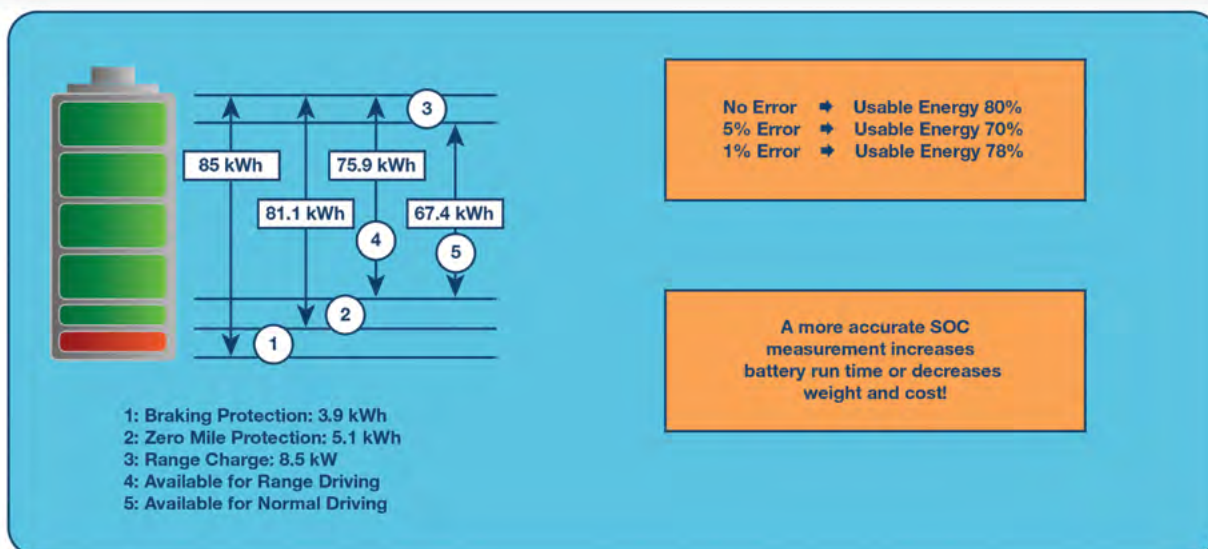 85 kWh
81.1 kWh
75.9 kWh
67.4 kWh
3
4
5
2
1
1: Braking Protection: 3.9 kWh
2: Zero Mile Protection: 5.1 kWh
3: Range Charge: 8.5 kW
4: Available for Range Driving
5: Available for Normal Driving
No Error ➡ Usable Energy 80%
5% Error ➡ Usable Energy 70%
1% Error ➡ Usable Energy 78%
A more accurate SOC
measurement increases
battery run time or decreases
weight and cost!